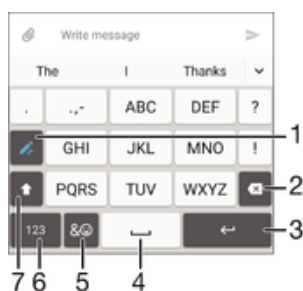 Write message
The I Thanks
. .,- ABC DEF ?
1
GHI JKL MNO !
PQRS TUV WXYZ 2
123 &☺ 3
7 6 5 4